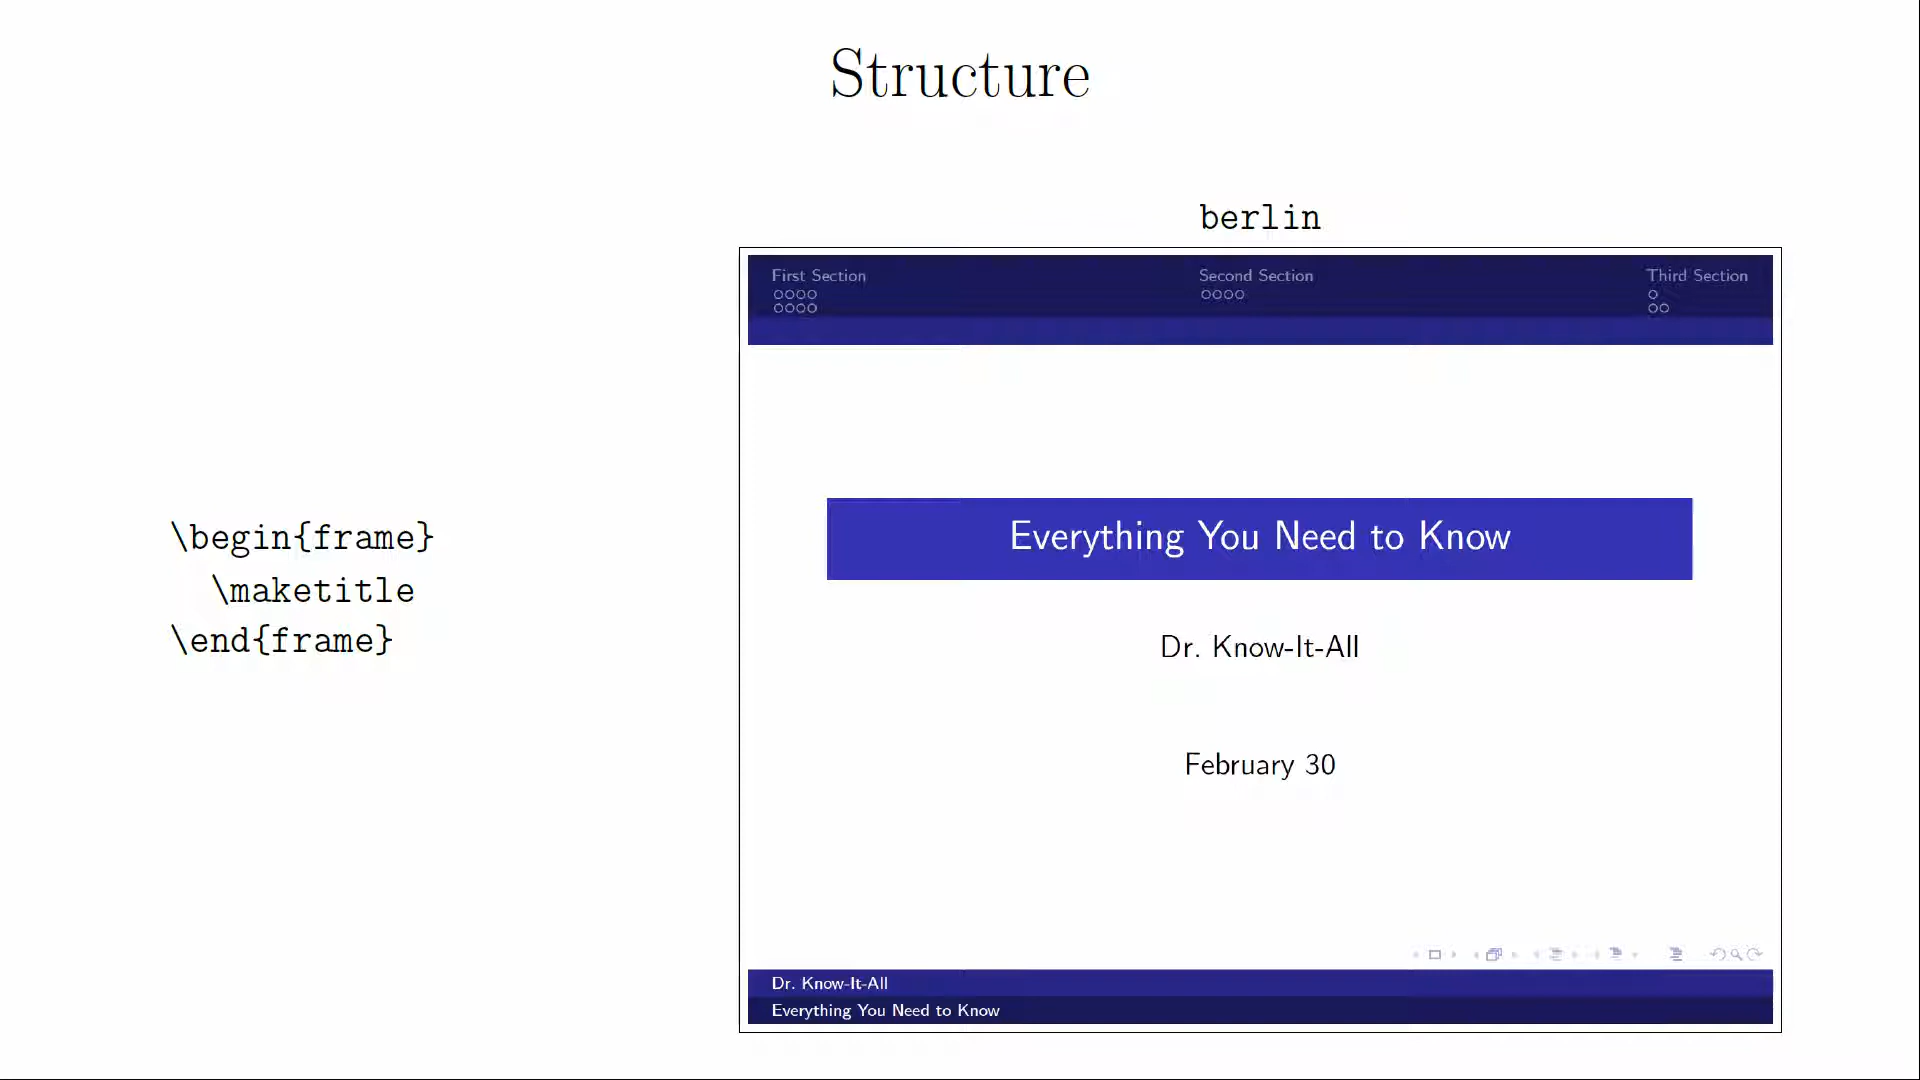 Structure
\begin{frame}
\maketitle
\end{frame}
berlin
First Section
Second Section
Third Section
Everything You Need to Know
Dr. Know-It-All
February 30
Dr. Know-It-All
Everything You Need to Know